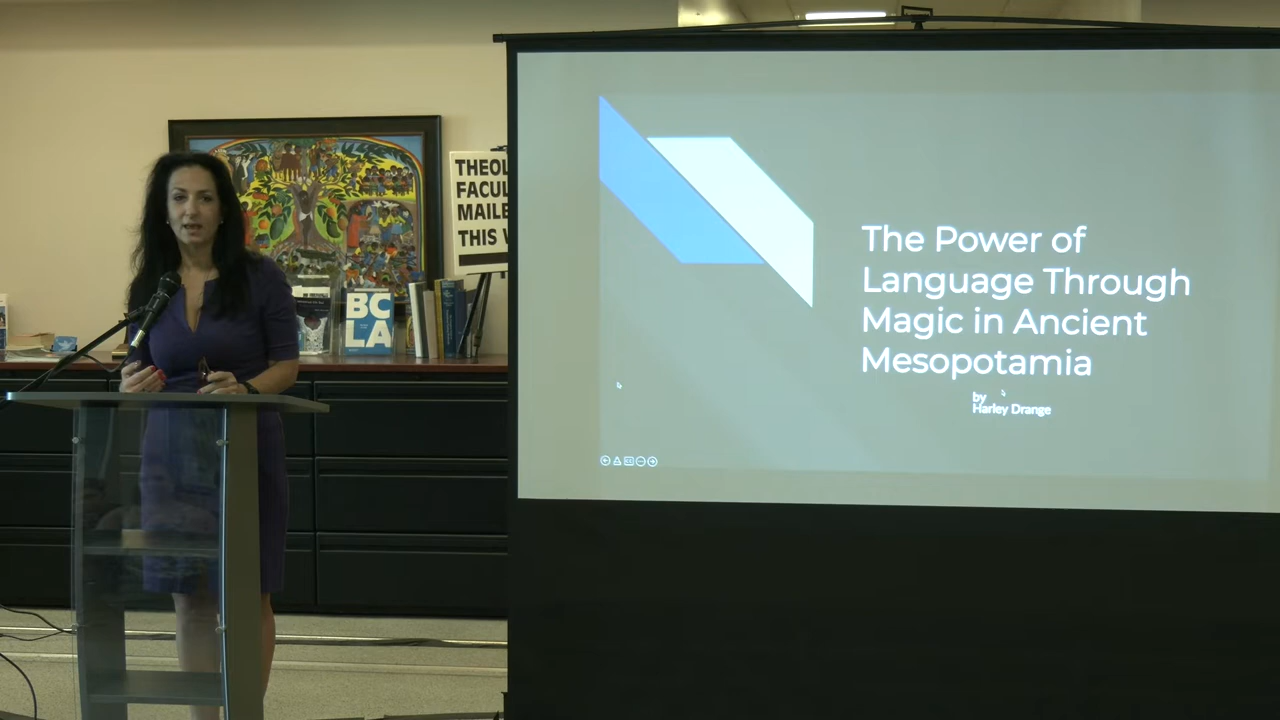 THEOL
FACUL
MAILE
THIS W
BC
LA
The Power of
Language Through
Magic in Ancient
Mesopotamia
by
Harley Drange